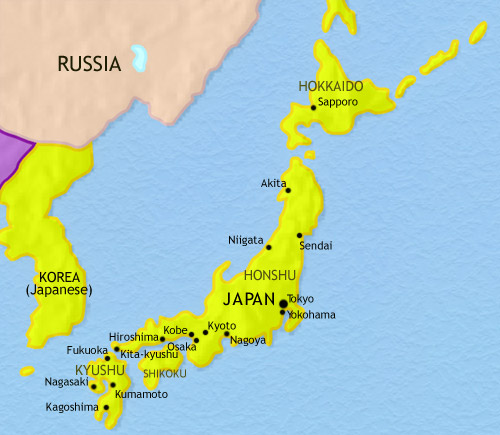 RUSSIA
HOKKAIDO
Sapporo
Akita
Niigata
Sendai
KOREA
(Japanese)
HONSHU
JAPAN
Tokyo
Yokohama
Hiroshima
Kobe
Kyoto
Osaka
Nagoya
Fukuoka
Kita-kyushu
KYUSHU
SHIKOKU
Nagasaki
Kumamoto
Kagoshima